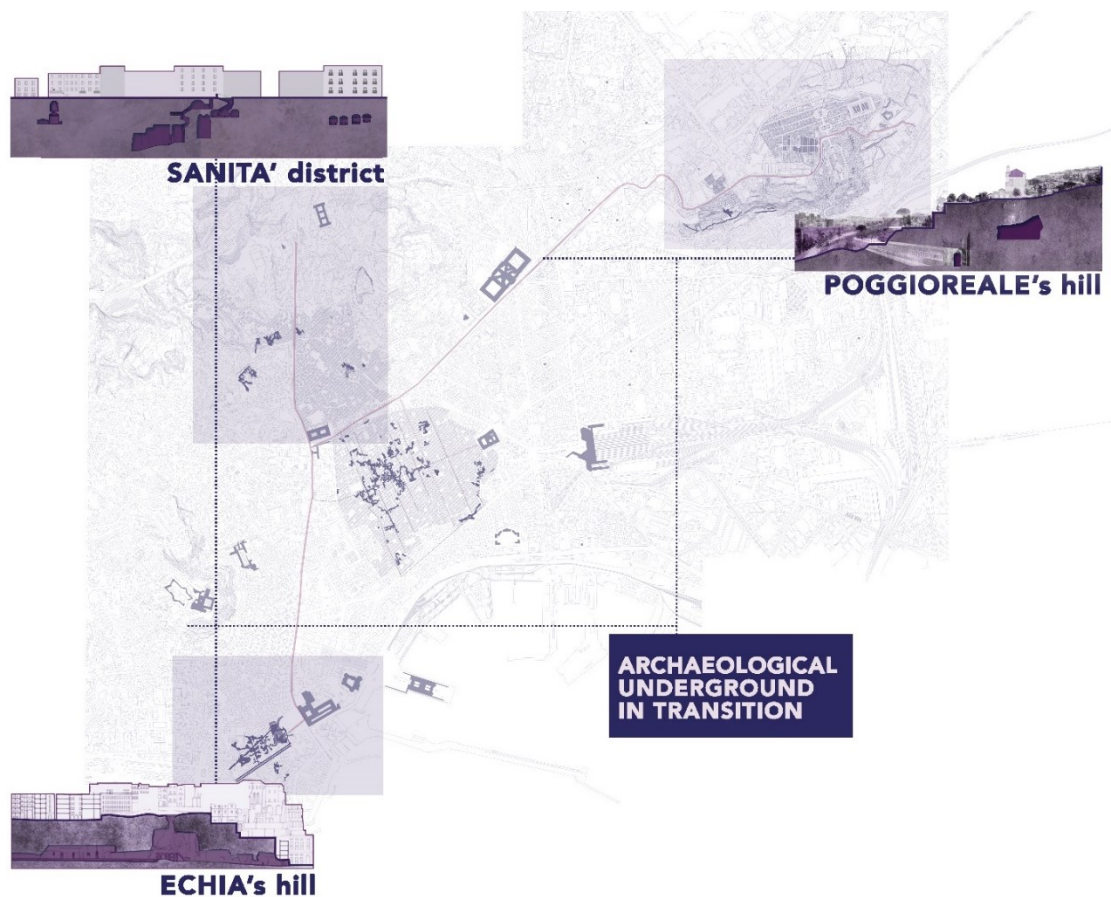 SANITA' district
POGGIOREALE's hill
ARCHAEOLOGICAL
UNDERGROUND
IN TRANSITION
ECHIA's hill